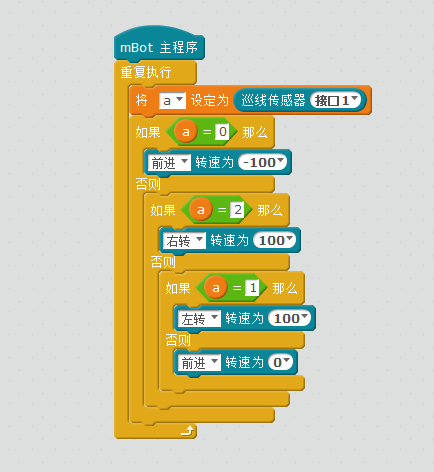 mBot 主程序
重复执行
将 a 设定为 巡线传感器 接口1
如果 a = 0 那么
前进 转速为 -100
否则
如果 a = 2 那么
右转 转速为 100
否则
如果 a = 1 那么
左转 转速为 100
否则
前进 转速为 0